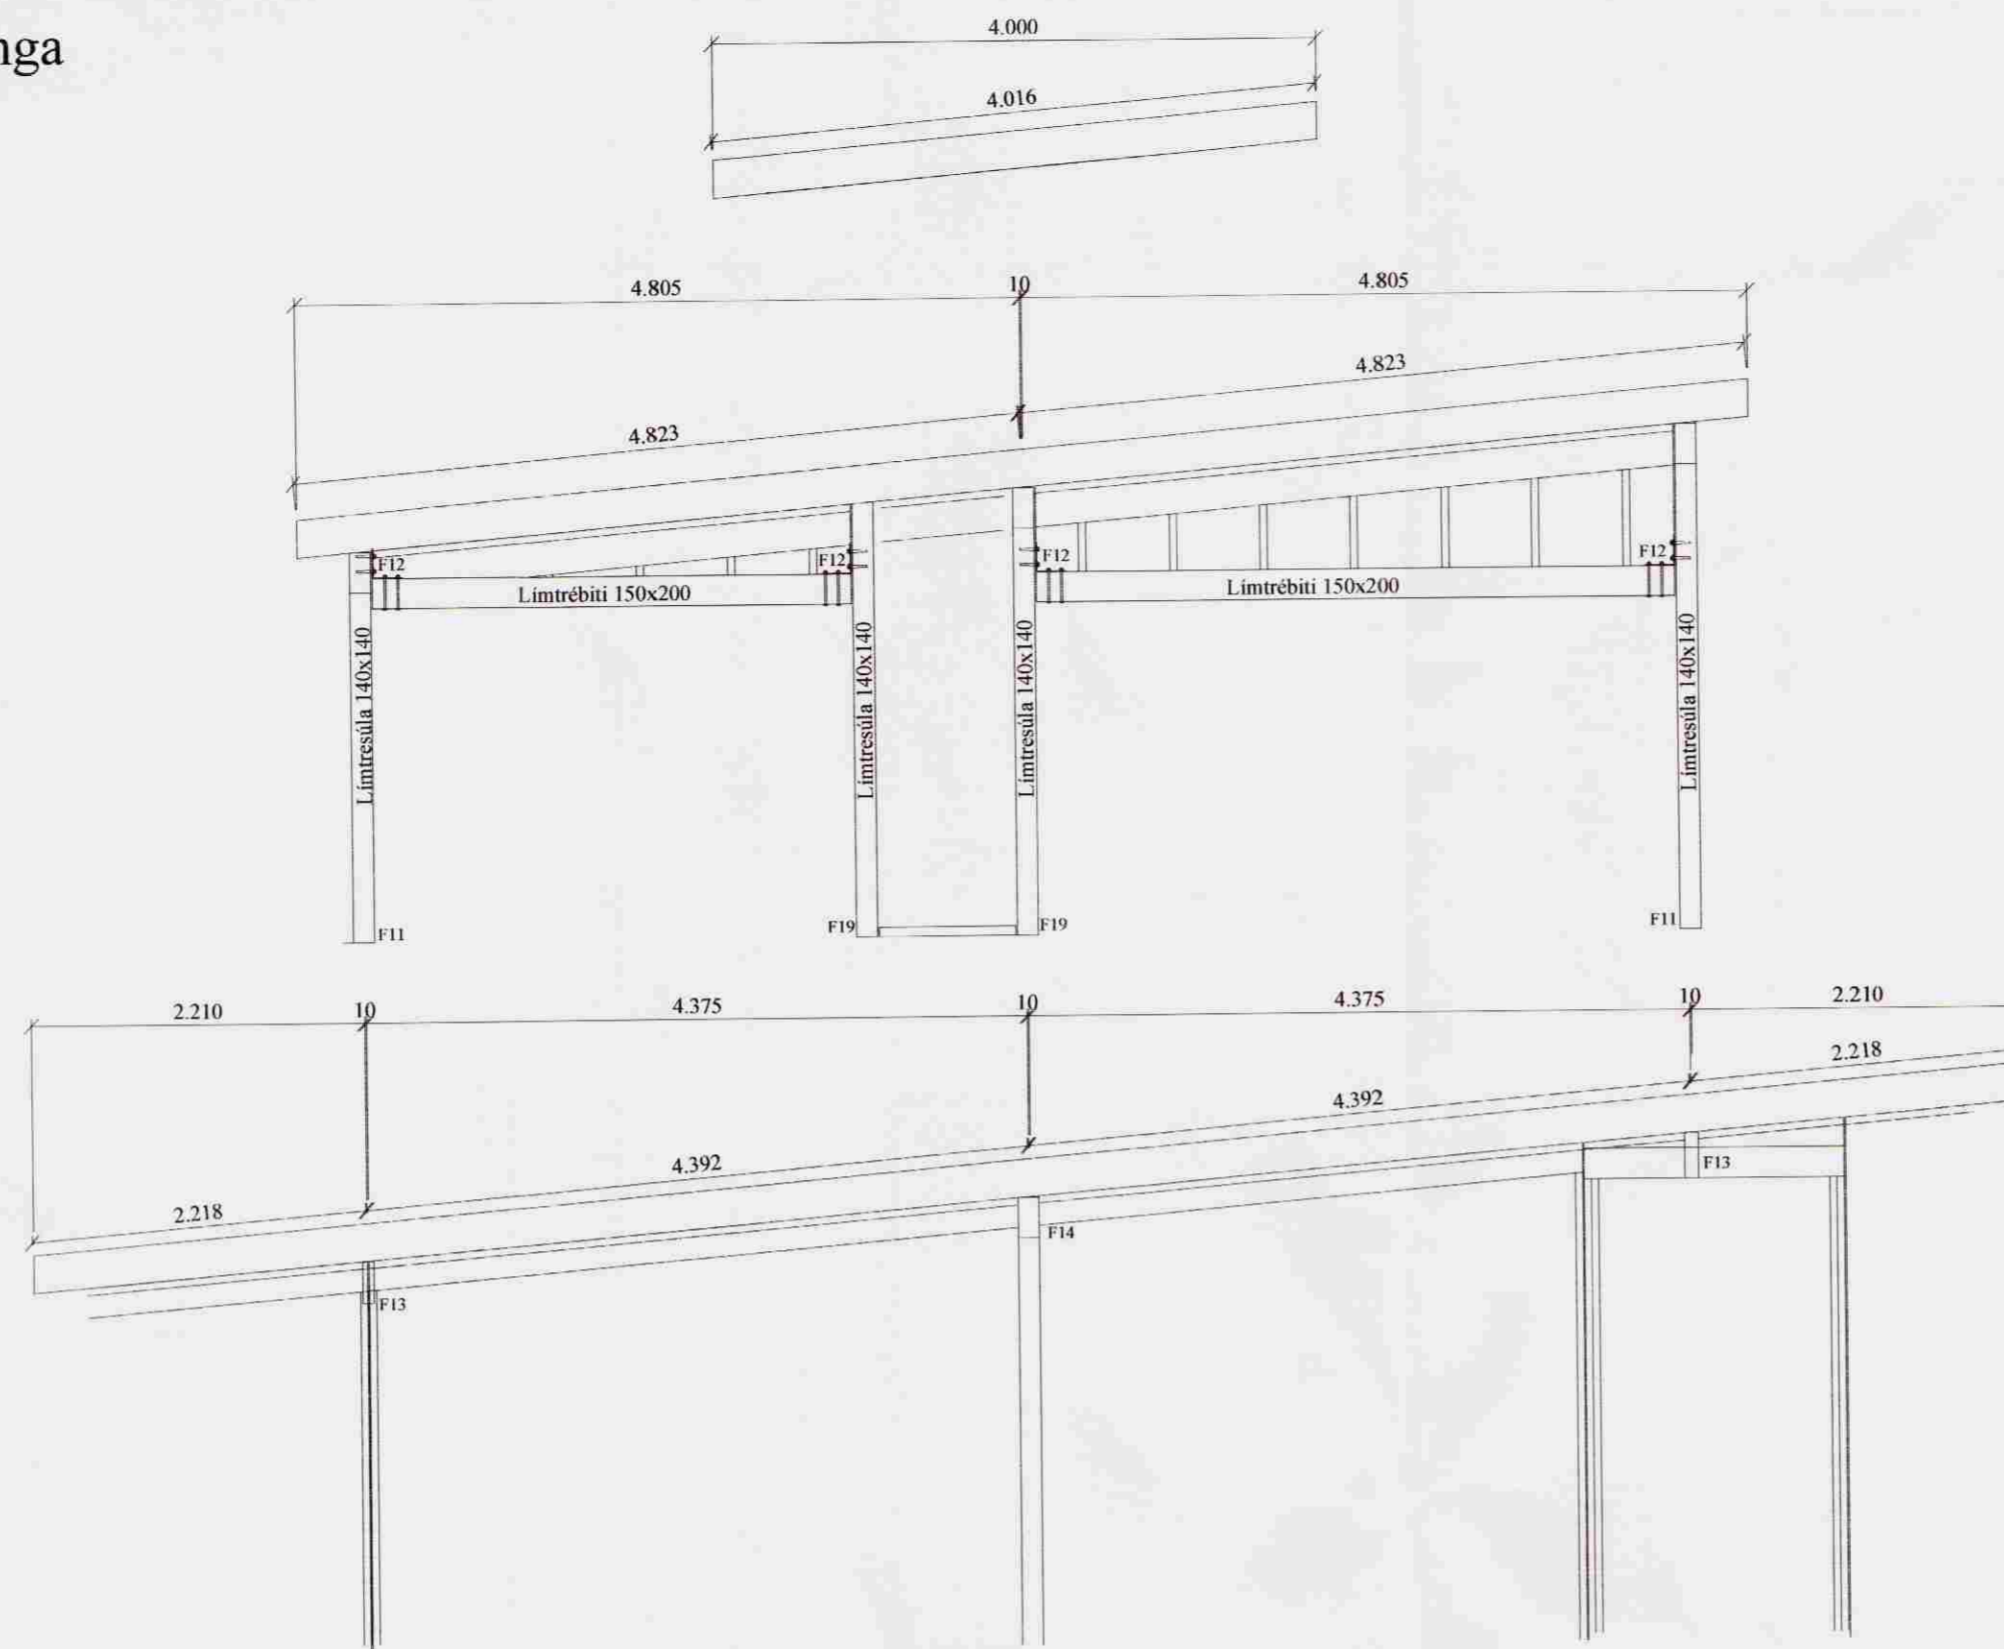 nga
4.000
4.016
4.805 10 4.805
4.823
4.823
F12 F12 F12 F12
Límtrébiti 150x200 Límtrébiti 150x200
Límtresúla 140x140
Límtresúla 140x140
Límtresúla 140x140
Límtresúla 140x140
F11 F19 F19 F11
2.210 10 4.375 10 4.375 10 2.210
2.218
4.392
4.392
2.218
F13
F14
F13